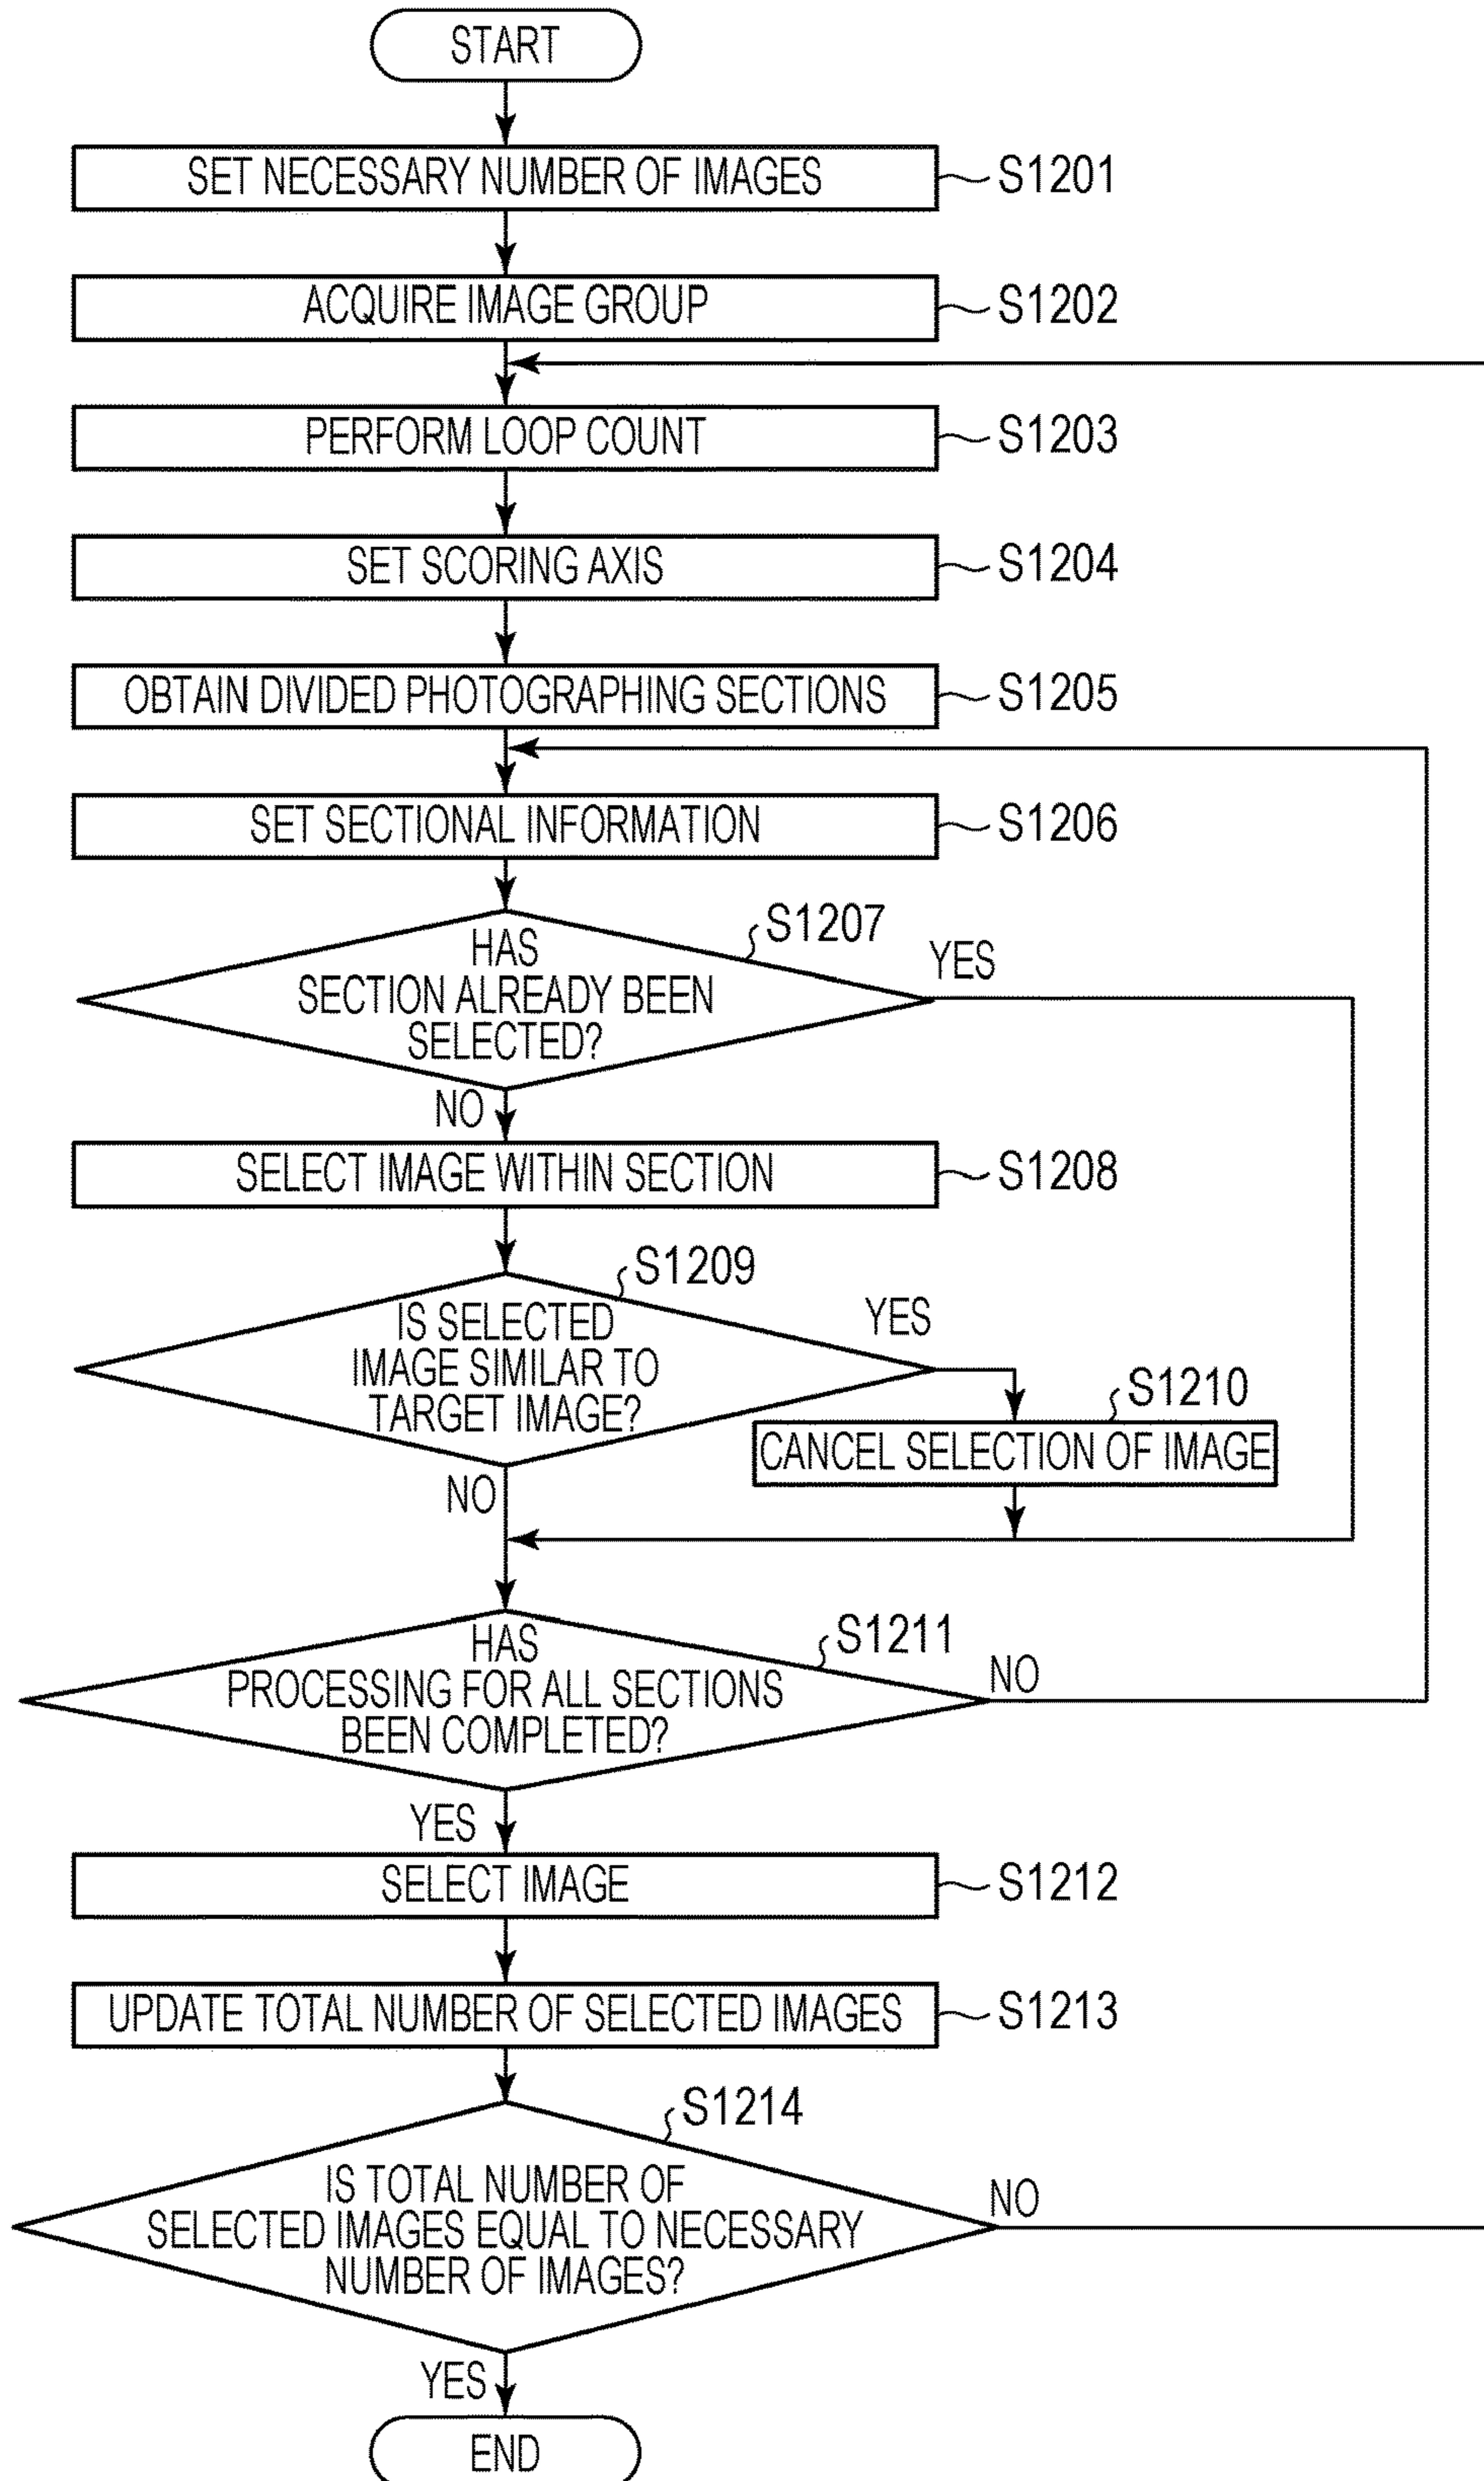 START
SET NECESSARY NUMBER OF IMAGES
S1201
ACQUIRE IMAGE GROUP
S1202
PERFORM LOOP COUNT
S1203
SET SCORING AXIS
S1204
OBTAIN DIVIDED PHOTOGRAPHING SECTIONS
S1205
SET SECTIONAL INFORMATION
S1206
S1207
HAS
SECTION ALREADY BEEN
SELECTED?
YES
NO
SELECT IMAGE WITHIN SECTION
S1208
S1209
IS SELECTED
IMAGE SIMILAR TO
TARGET IMAGE?
YES
S1210
CANCEL SELECTION OF IMAGE
NO
S1211
HAS
PROCESSING FOR ALL SECTIONS
BEEN COMPLETED?
NO
YES
SELECT IMAGE
S1212
UPDATE TOTAL NUMBER OF SELECTED IMAGES
S1213
S1214
IS TOTAL NUMBER OF
SELECTED IMAGES EQUAL TO NECESSARY
NUMBER OF IMAGES?
NO
YES
END